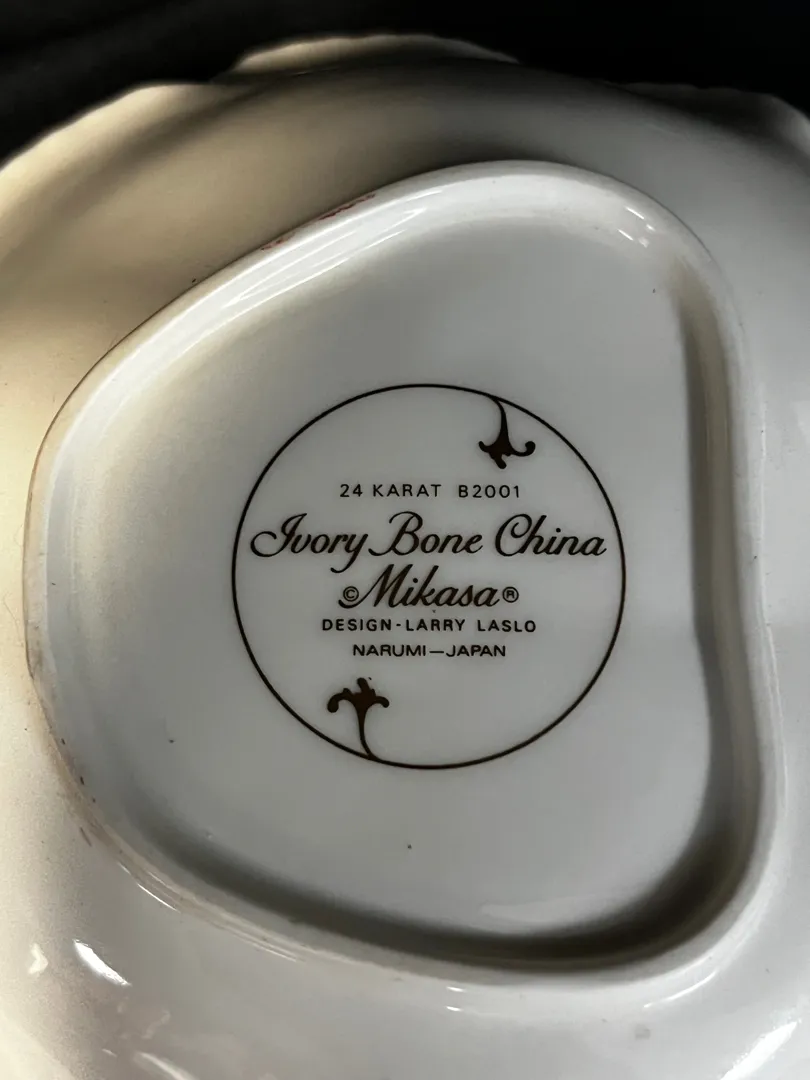 24 KARAT B2001
Ivory Bone China
©Mikasa®
DESIGN-LARRY LASLO
NARUMI—JAPAN